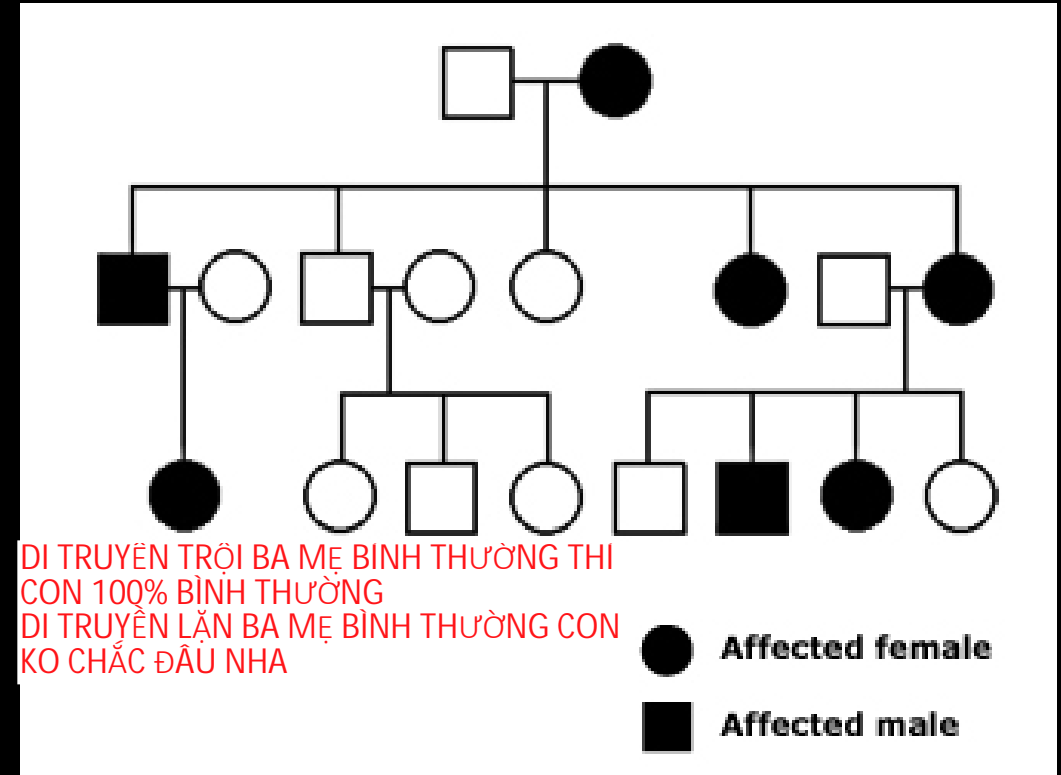 DI TRUYỀN TRỘI BA MẸ BÌNH THƯỜNG THÌ
CON 100% BÌNH THƯỜNG
DI TRUYỀN LẶN BA MẸ BÌNH THƯỜNG CON
KO CHẮC ĐÂU NHA
Affected female
Affected male